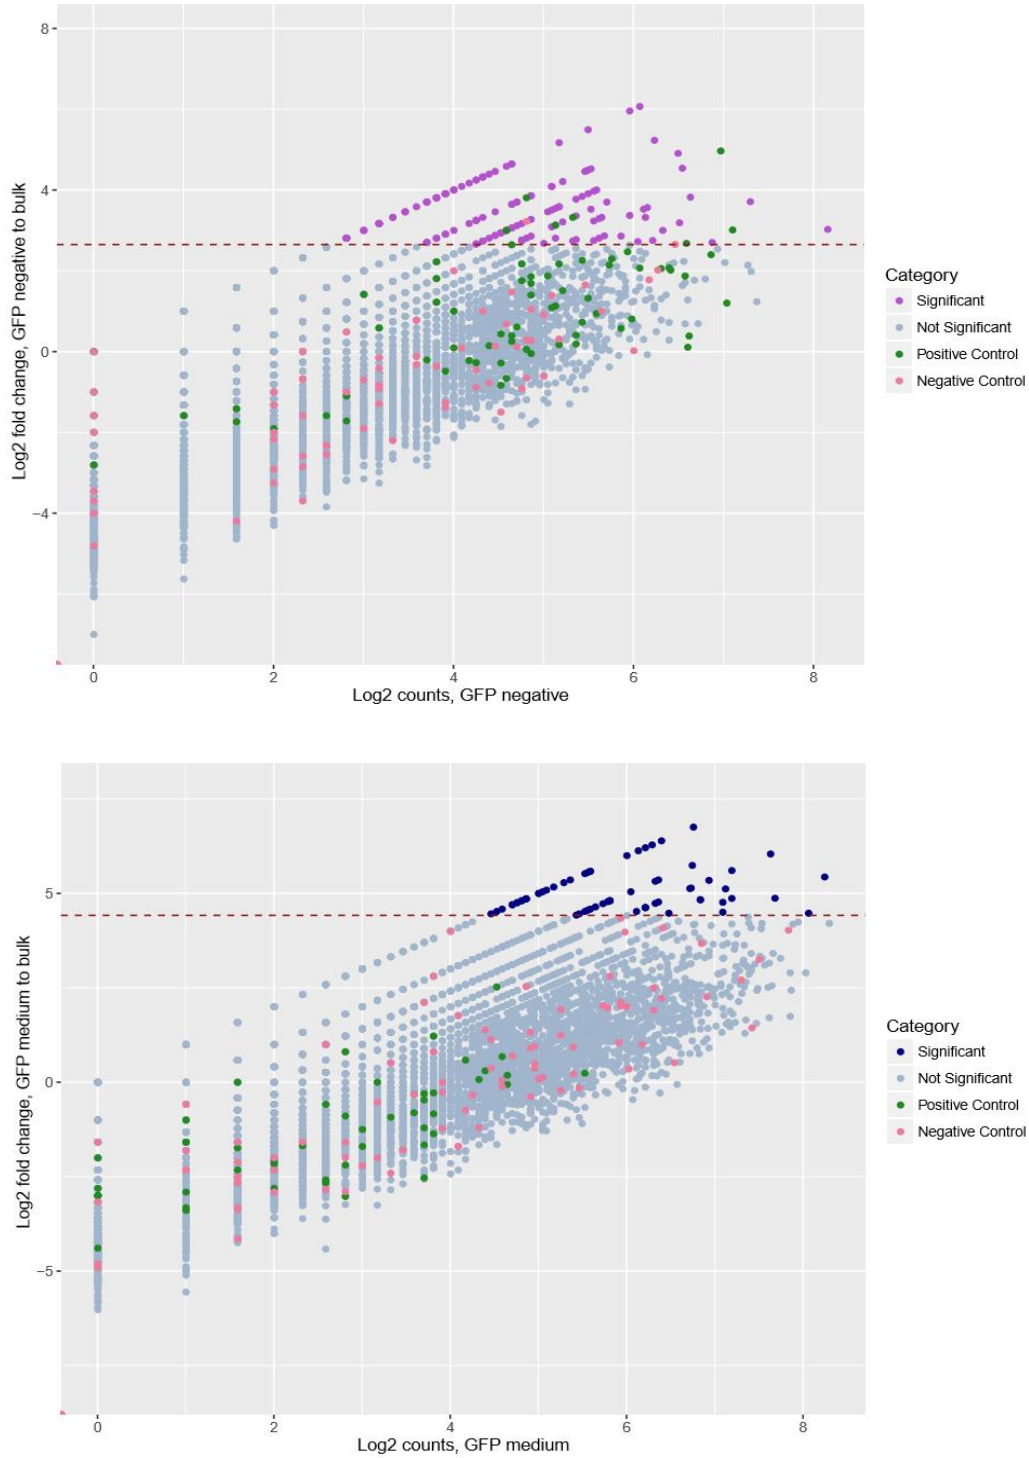 8
4
0
−4
Log2 fold change, GFP negative to bulk
0 2 4 6 8
Log2 counts, GFP negative
Category
Significant
Not Significant
Positive Control
Negative Control
5
0
−5
Log2 fold change, GFP medium to bulk
0 2 4 6 8
Log2 counts, GFP medium
Category
Significant
Not Significant
Positive Control
Negative Control